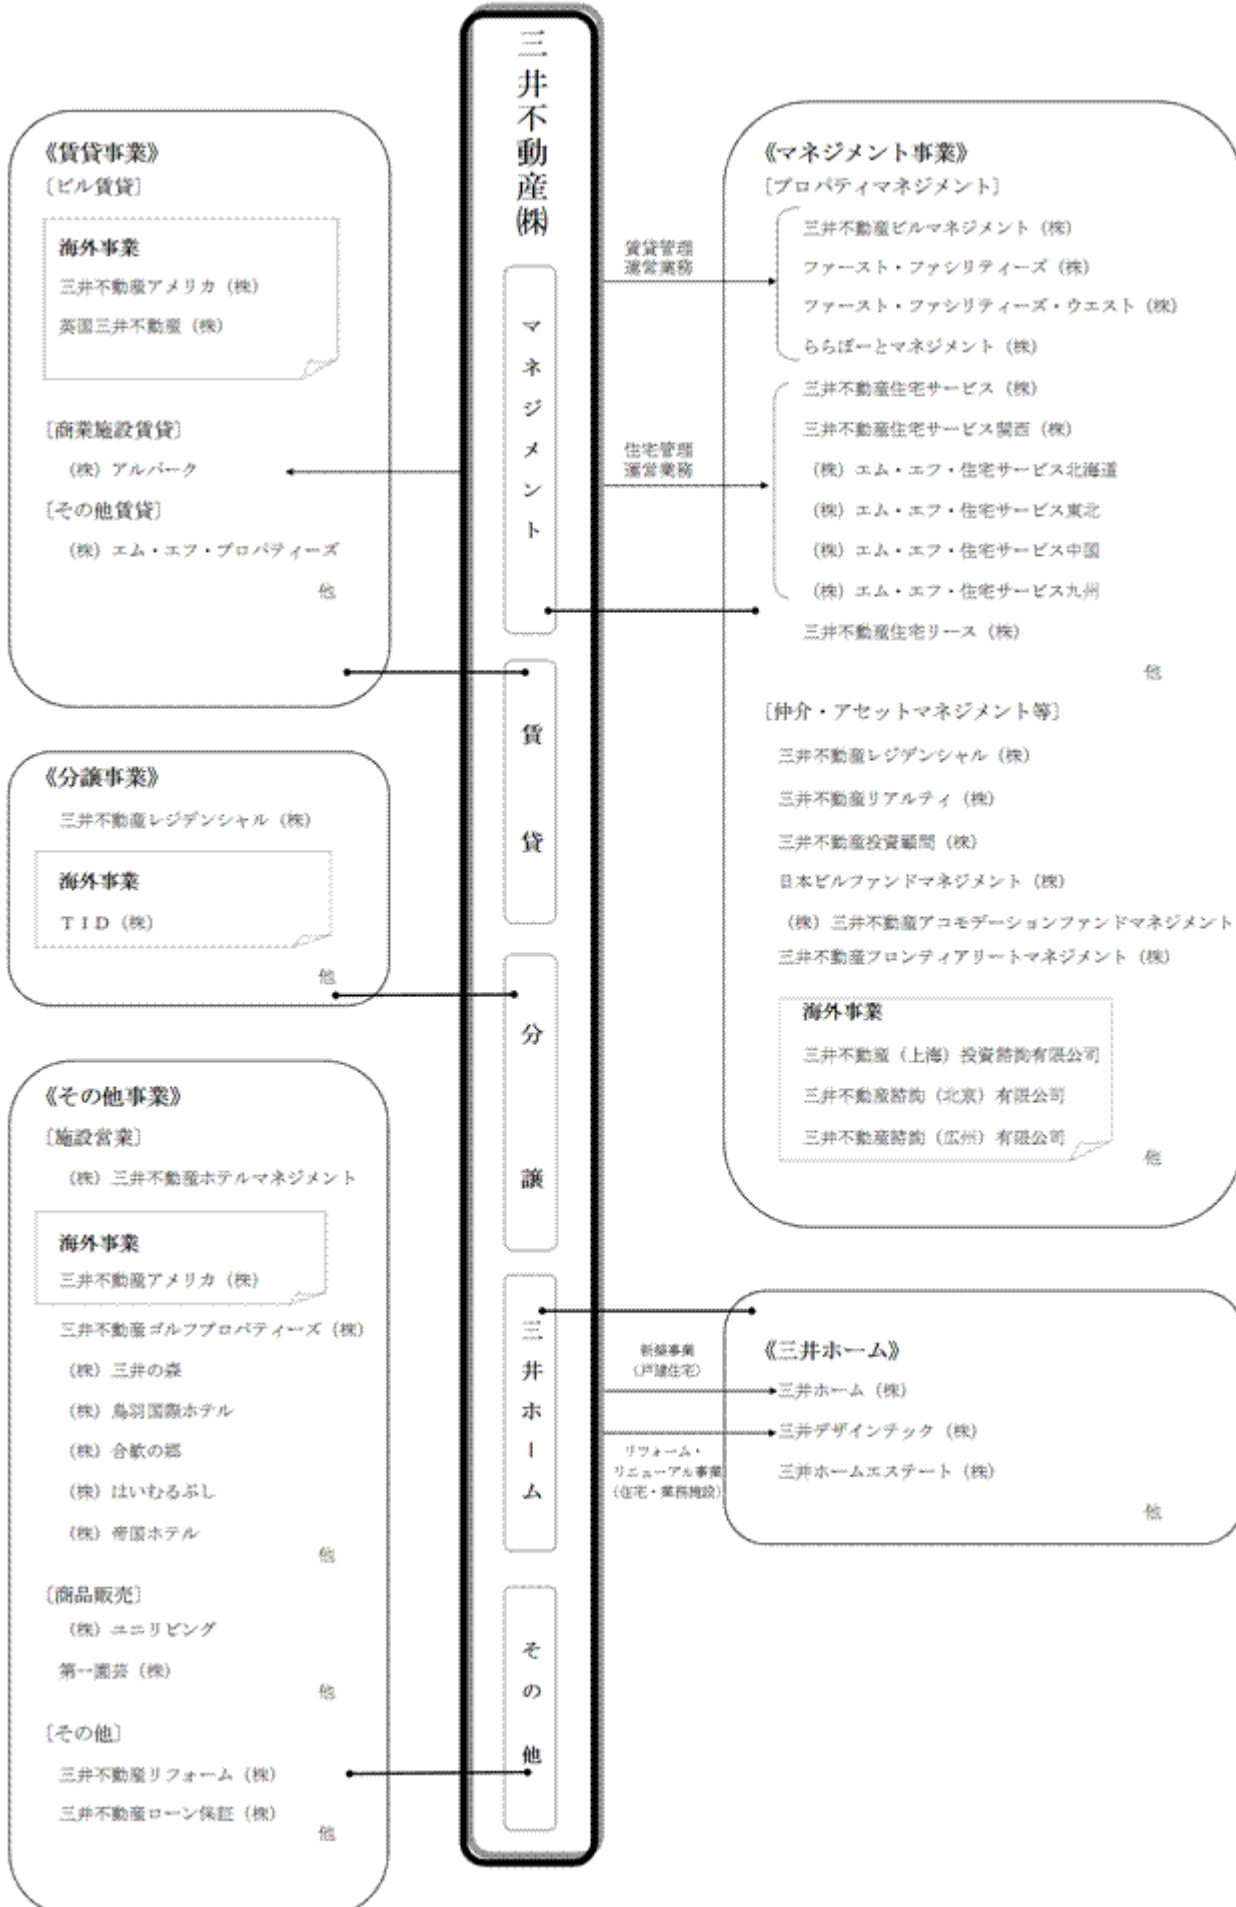 三井不動産㈱
マネジメント
賃貸
分譲
三井ホーム
その他
《賃貸事業》
〔ビル賃貸〕
海外事業
三井不動産アメリカ（株）
英国三井不動産（株）
〔商業施設賃貸〕
（株）アルパーク
〔その他賃貸〕
（株）エム・エフ・プロパティーズ
他
《分譲事業》
三井不動産レジデンシャル（株）
海外事業
ＴＩＤ（株）
他
《その他事業》
〔施設営業〕
（株）三井不動産ホテルマネジメント
海外事業
三井不動産アメリカ（株）
三井不動産ゴルフプロパティーズ（株）
（株）三井の森
（株）鳥羽国際ホテル
（株）合歓の郷
（株）はいむるぶし
（株）帝国ホテル
他
〔商品販売〕
（株）ユニリビング
第一園芸（株）
他
〔その他〕
三井不動産リフォーム（株）
三井不動産ローン保証（株）
他
賃貸管理
運営業務
住宅管理
運営業務
《マネジメント事業》
〔プロパティマネジメント〕
三井不動産ビルマネジメント（株）
ファースト・ファシリティーズ（株）
ファースト・ファシリティーズ・ウエスト（株）
ららぽーとマネジメント（株）
三井不動産住宅サービス（株）
三井不動産住宅サービス関西（株）
（株）エム・エフ・住宅サービス北海道
（株）エム・エフ・住宅サービス東北
（株）エム・エフ・住宅サービス中国
（株）エム・エフ・住宅サービス九州
三井不動産住宅リース（株）
他
〔仲介・アセットマネジメント等〕
三井不動産レジデンシャル（株）
三井不動産リアルティ（株）
三井不動産投資顧問（株）
日本ビルファンドマネジメント（株）
（株）三井不動産アコモデーションファンドマネジメント
三井不動産フロンティアリートマネジメント（株）
海外事業
三井不動産（上海）投資諮詢有限公司
三井不動産諮詢（北京）有限公司
三井不動産諮詢（広州）有限公司
他
新築事業
（戸建住宅）
リフォーム・
リニューアル事業
（住宅・業務施設）
《三井ホーム》
三井ホーム（株）
三井デザインテック（株）
三井ホームエステート（株）
他